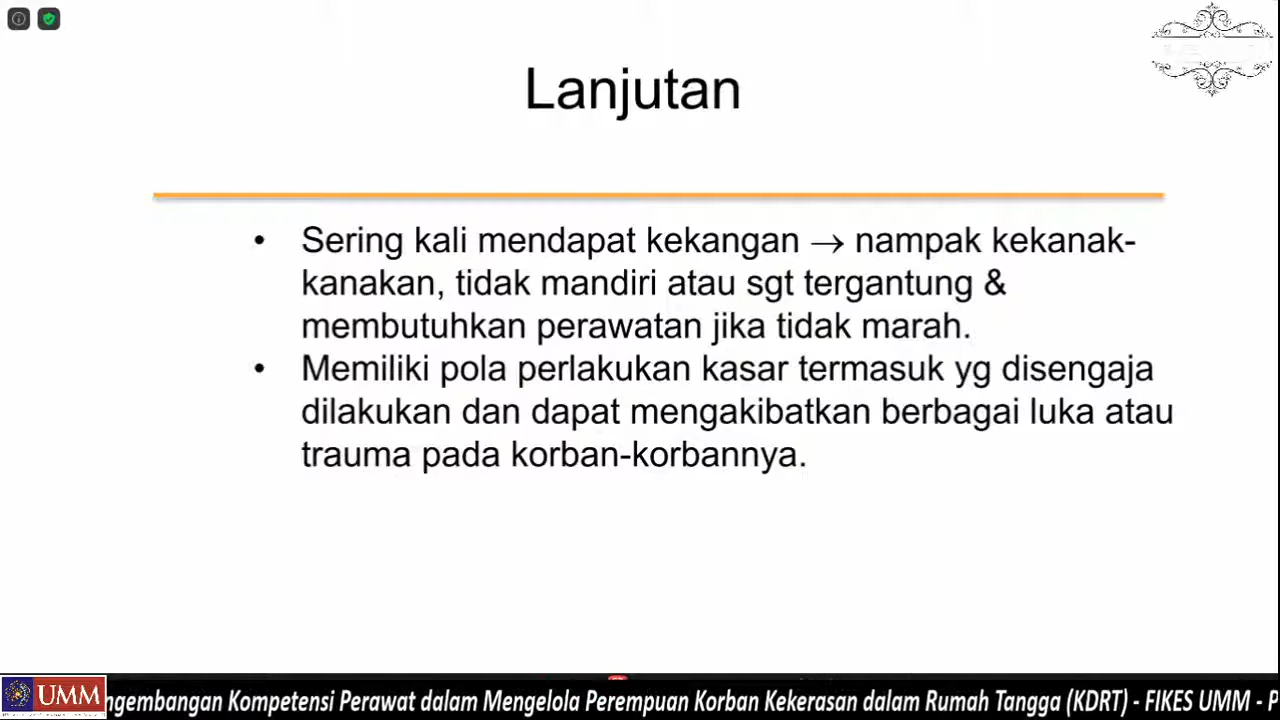 Lanjutan
• Sering kali mendapat kekangan → nampak kekanak-
kanakan, tidak mandiri atau sgt tergantung &
membutuhkan perawatan jika tidak marah.
• Memiliki pola perlakukan kasar termasuk yg disengaja
dilakukan dan dapat mengakibatkan berbagai luka atau
trauma pada korban-korbannya.
UMM
ngembangan Kompetensi Perawat dalam Mengelola Perempuan Korban Kekerasan dalam Rumah Tangga (KDRT) - FIKES UMM - P